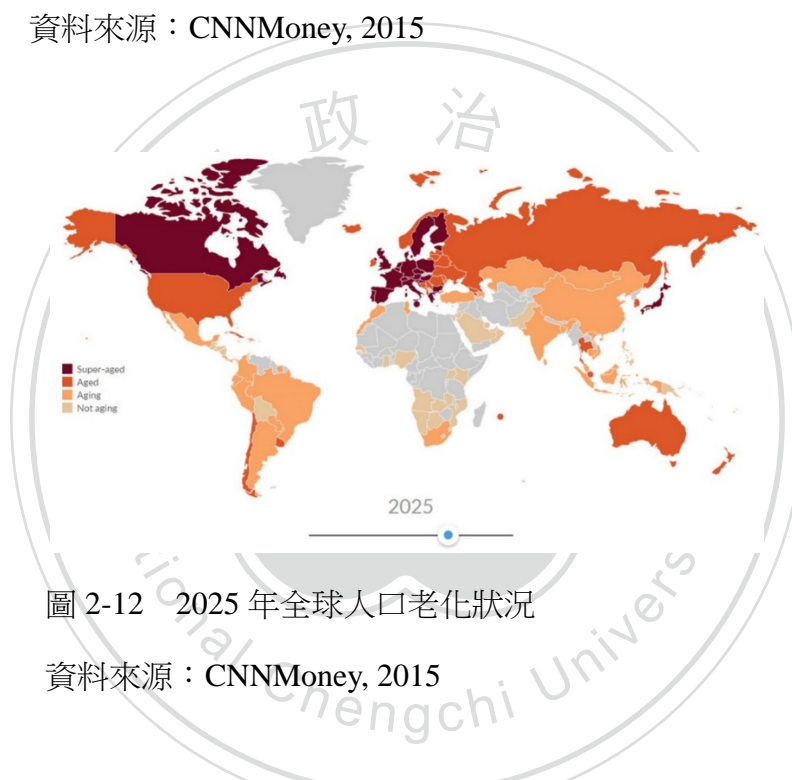 資料來源：CNNMoney, 2015
政治
Super-aged
Aged
Aging
Not aging
2025
圖 2-12 2025 年全球人口老化狀況
資料來源：CNNMoney, 2015
ional Chengchi Univers